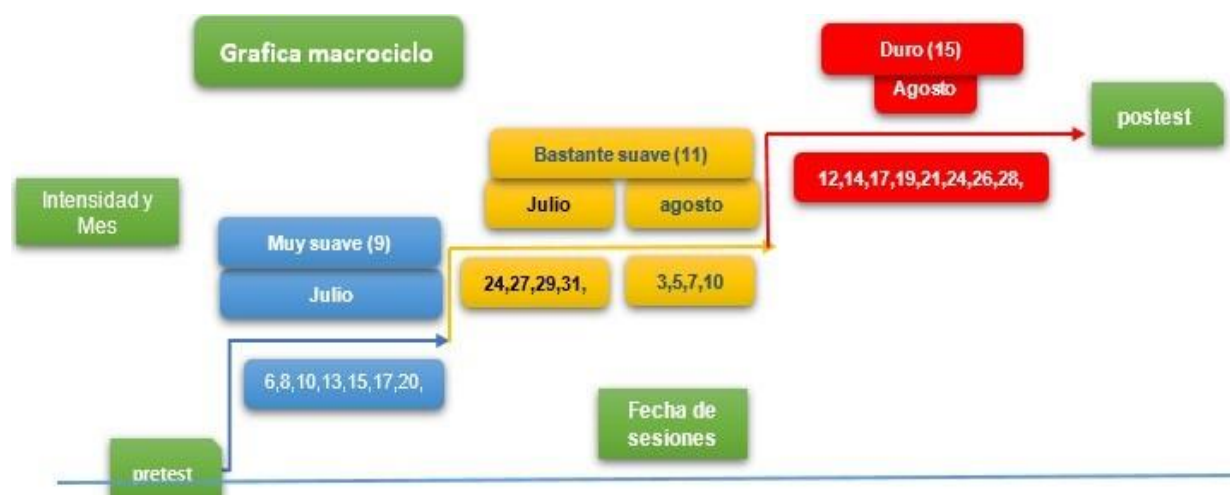 Grafica macrociclo
Duro (15)
Agosto
postest
Bastante suave (11)
Julio
agosto
12,14,17,19,21,24,26,28,
Intensidad y
Mes
Muy suave (9)
Julio
24,27,29,31,
3,5,7,10
6,8,10,13,15,17,20,
Fecha de
sesiones
pretest